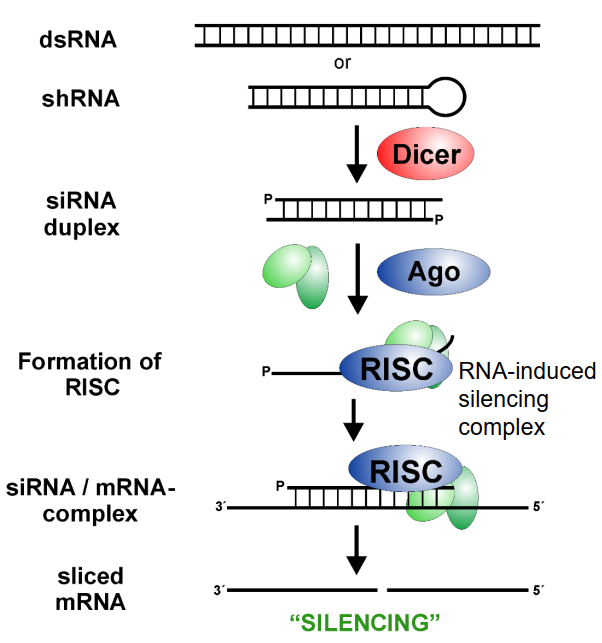 dsRNA
or
shRNA
Dicer
siRNA
duplex
P
P
Ago
Formation of
RISC
P
RISC
RNA-induced
silencing
complex
RISC
siRNA / mRNA-
complex
P
3´
5´
sliced
mRNA
3´
5´
“SILENCING”